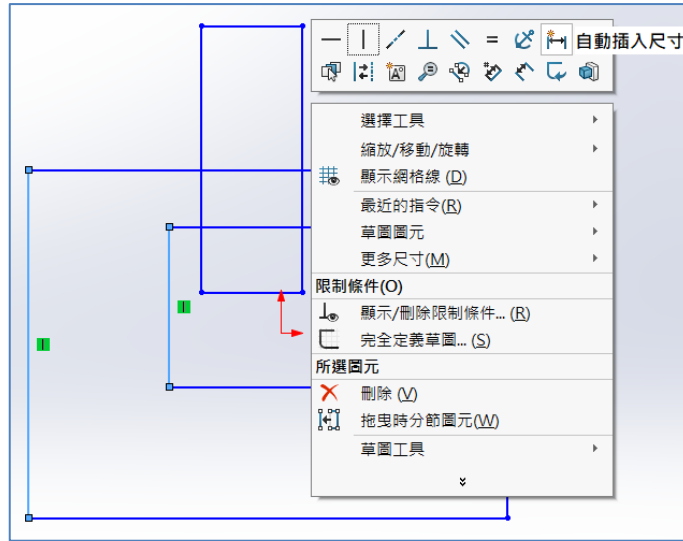 自動插入尺寸
選擇工具
縮放/移動/旋轉
顯示網格線 (D)
最近的指令(R)
草圖圖元
更多尺寸(M)
限制條件(O)
顯示/刪除限制條件... (R)
完全定義草圖... (S)
所選圖元
刪除 (V)
拖曳時分節圖元(W)
草圖工具